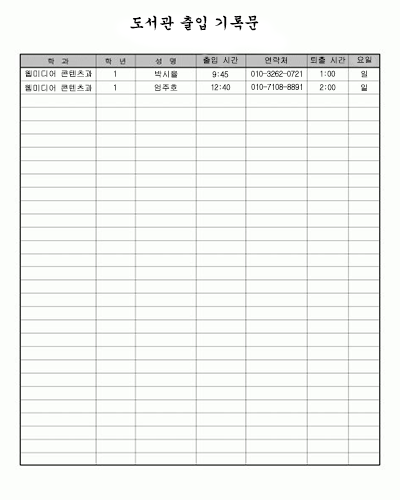 도서관 출입 기록문
학 과 학 년 성 명 출입 시간 연락처 퇴출 시간 요일
웹미디어 콘텐츠과 1 박시율 9:45 010-3262-0721 1:00 일
웹미디어 콘텐츠과 1 엄주호 12:40 010-7108-8891 2:00 일